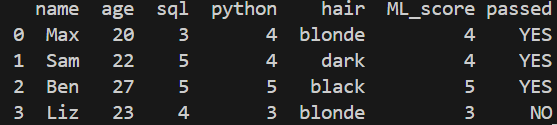 name age sql python hair ML_score passed
0 Max 20 3 4 blonde 4 YES
1 Sam 22 5 4 dark 4 YES
2 Ben 27 5 5 black 5 YES
3 Liz 23 4 3 blonde 3 NO